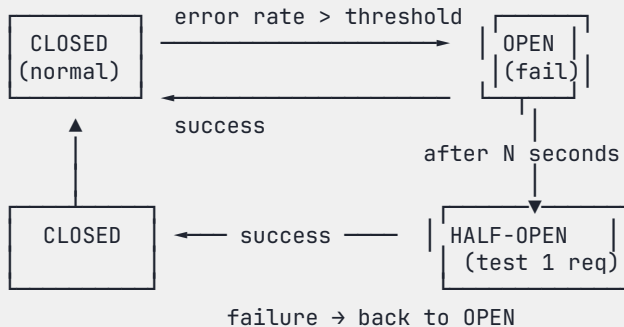 error rate > threshold
CLOSED
(normal)
OPEN
(fail)
success
after N seconds
CLOSED
success
HALF-OPEN
(test 1 req)
failure → back to OPEN